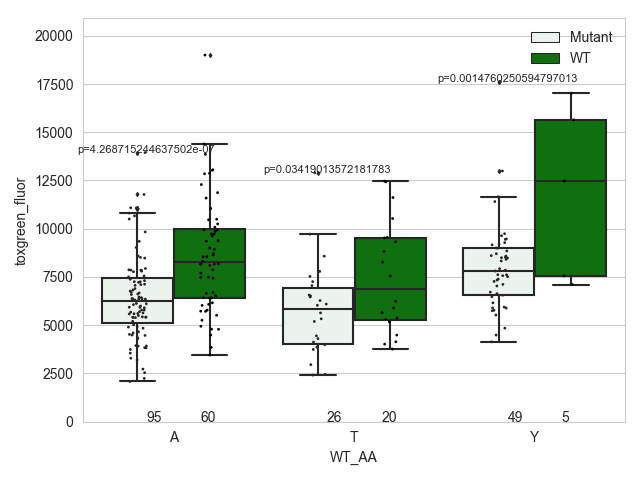 20000
17500
15000
12500
10000
7500
5000
2500
0
toxgreen_fluor
Mutant
WT
p=0.0014760250594797013
p=4.268715244637502e-07
p=0.03419013572181783
95 60 26 20 49 5
A T Y
WT_AA